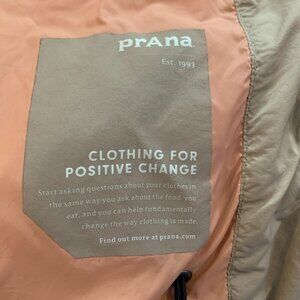 prAna
Est. 1993
CLOTHING FOR
POSITIVE CHANGE
Start asking questions about your clothes in
the same way you ask about the food you
eat, and you can help fundamentally
change the way clothing is made.
Find out more at prana.com